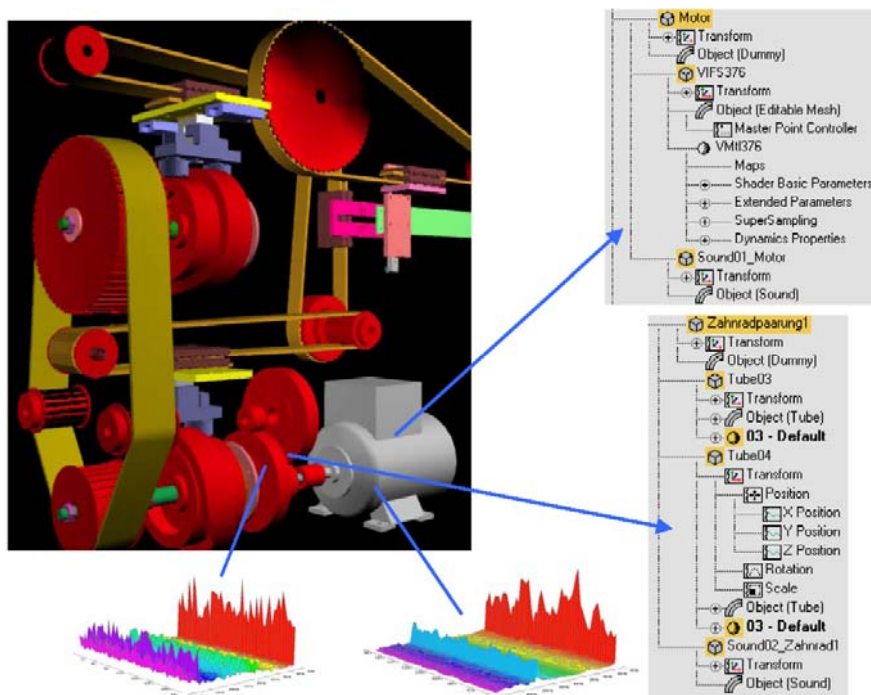 Motor
Transform
Object (Dummy)
VIFS376
Transform
Object (Editable Mesh)
Master Point Controller
VMtl376
Maps
Shader Basic Parameters
Extended Parameters
SuperSampling
Dynamics Properties
Sound01_Motor
Transform
Object (Sound)
Zahnradpaarung1
Transform
Object (Dummy)
Tube03
Transform
Object (Tube)
03 - Default
Tube04
Transform
Position
X Position
Y Position
Z Position
Rotation
Scale
Object (Tube)
03 - Default
Sound02_Zahnrad1
Transform
Object (Sound)